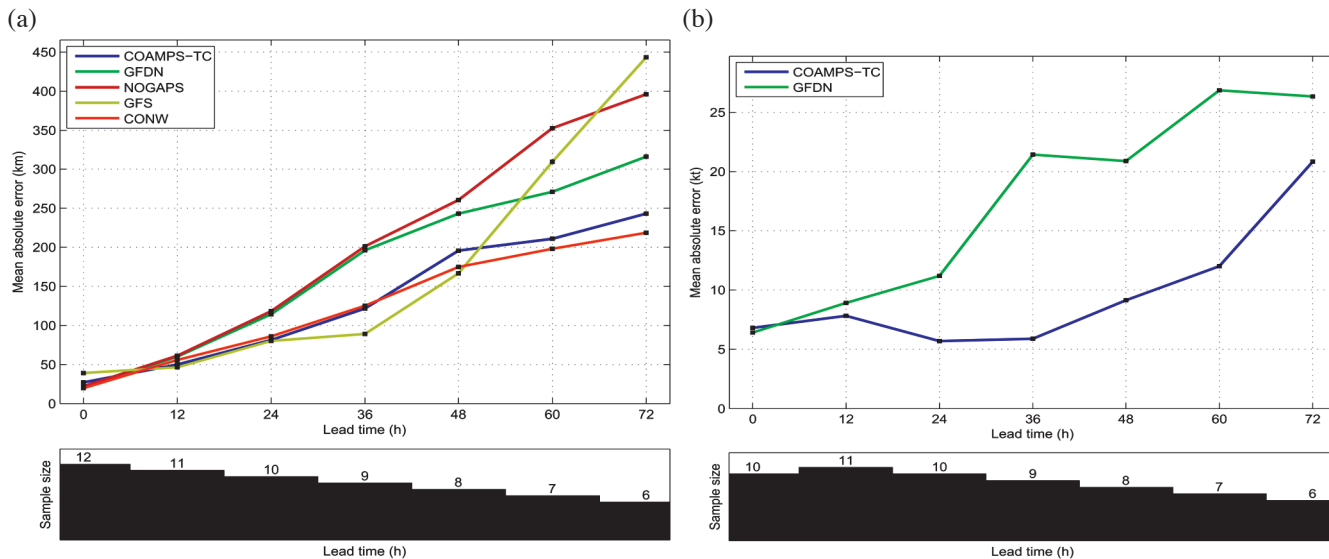 (a)
450
400
350
300
250
200
150
100
50
0
Mean absolute error (km)
COAMPS−TC
GFDN
NOGAPS
GFS
CONW
0 12 24 36 48 60 72
Lead time (h)
Sample size
12 11 10 9 8 7 6
Lead time (h)
(b)
25
20
15
10
5
0
Mean absolute error (kt)
COAMPS−TC
GFDN
0 12 24 36 48 60 72
Lead time (h)
Sample size
10 11 10 9 8 7 6
Lead time (h)